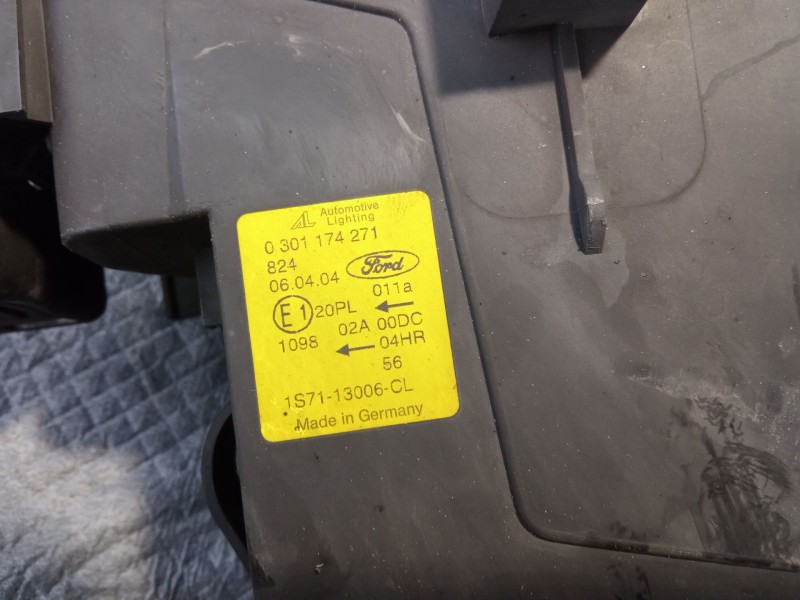 AL Automotive
Lighting
0 301 174 271
824
06.04.04 Ford
011a
E1 20PL
02A 00DC
1098 04HR
56
1S71-13006-CL
Made in Germany